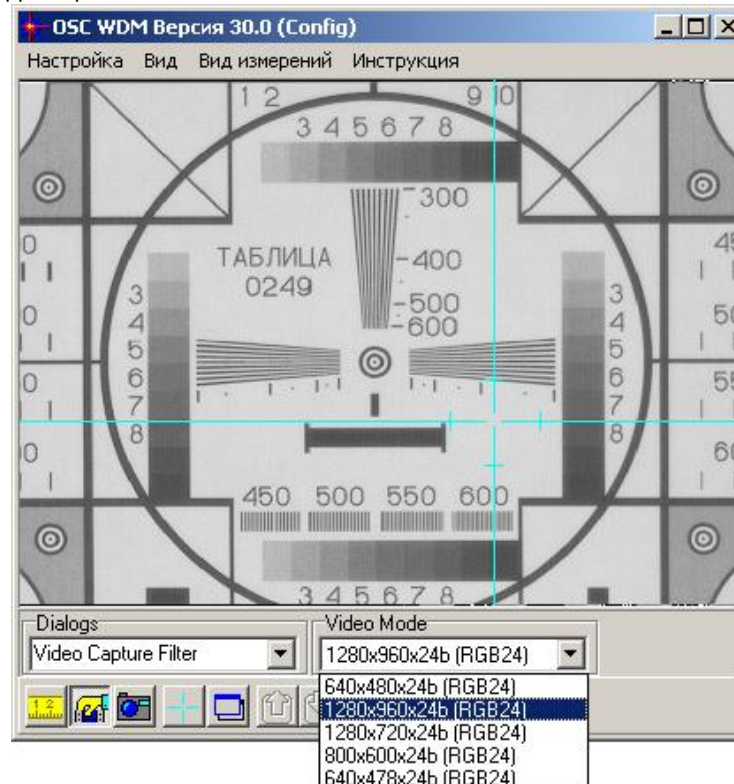 OSC WDM Версия 30.0 (Config)
Настройка Вид Вид измерений Инструкция
1 2 9 10
3 4 5 6 7 8
300
ТАБЛИЦА
400
0249
500
600
3 3
4 4
5 5
6 6
7 7
8 8
450 500 550 600
3 4 5 6 7 8
Dialogs Video Mode
Video Capture Filter 1280x960x24b (RGB24)
1 2
640x480x24b (RGB24)
1280x960x24b (RGB24)
1280x720x24b (RGB24)
800x600x24b (RGB24)
640x478x24b (RGB24)